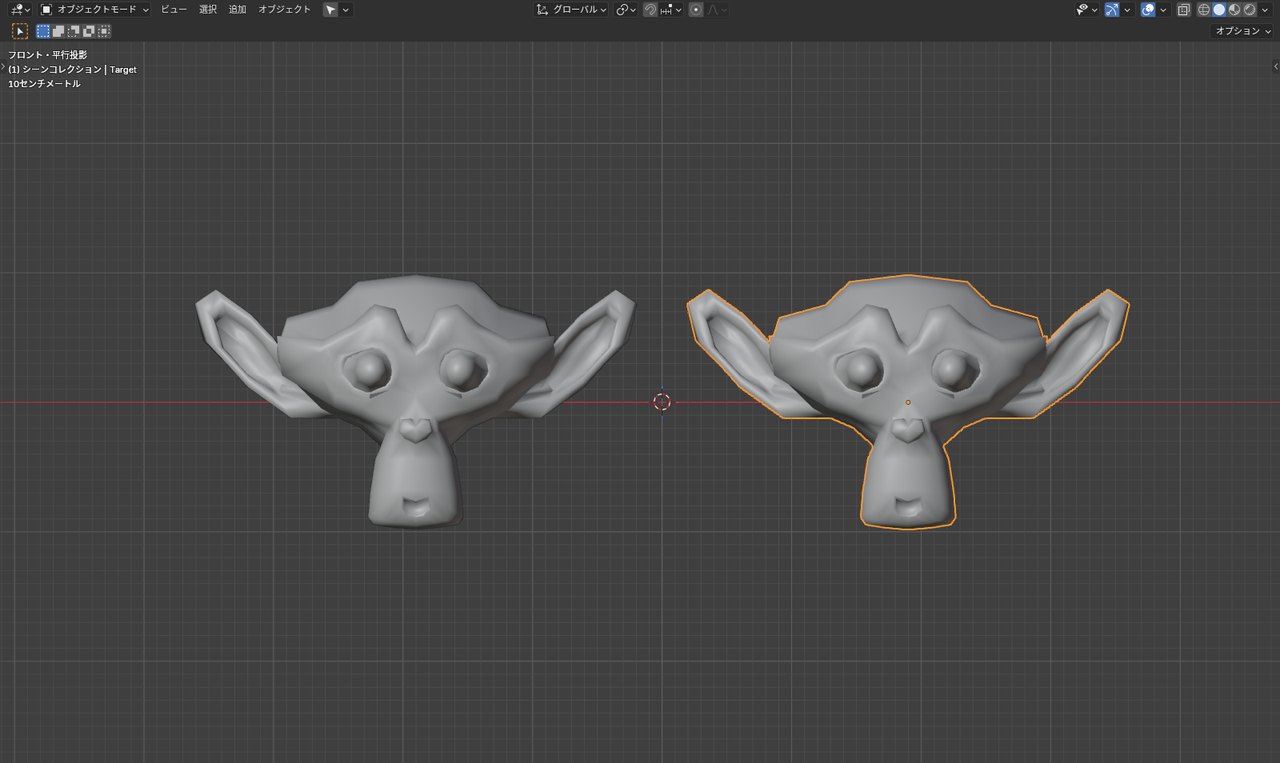 オブジェクトモード ビュー 選択 追加 オブジェクト グローバル
オプション
フロント・平行投影
(1) シーンコレクション | Target
10センチメートル